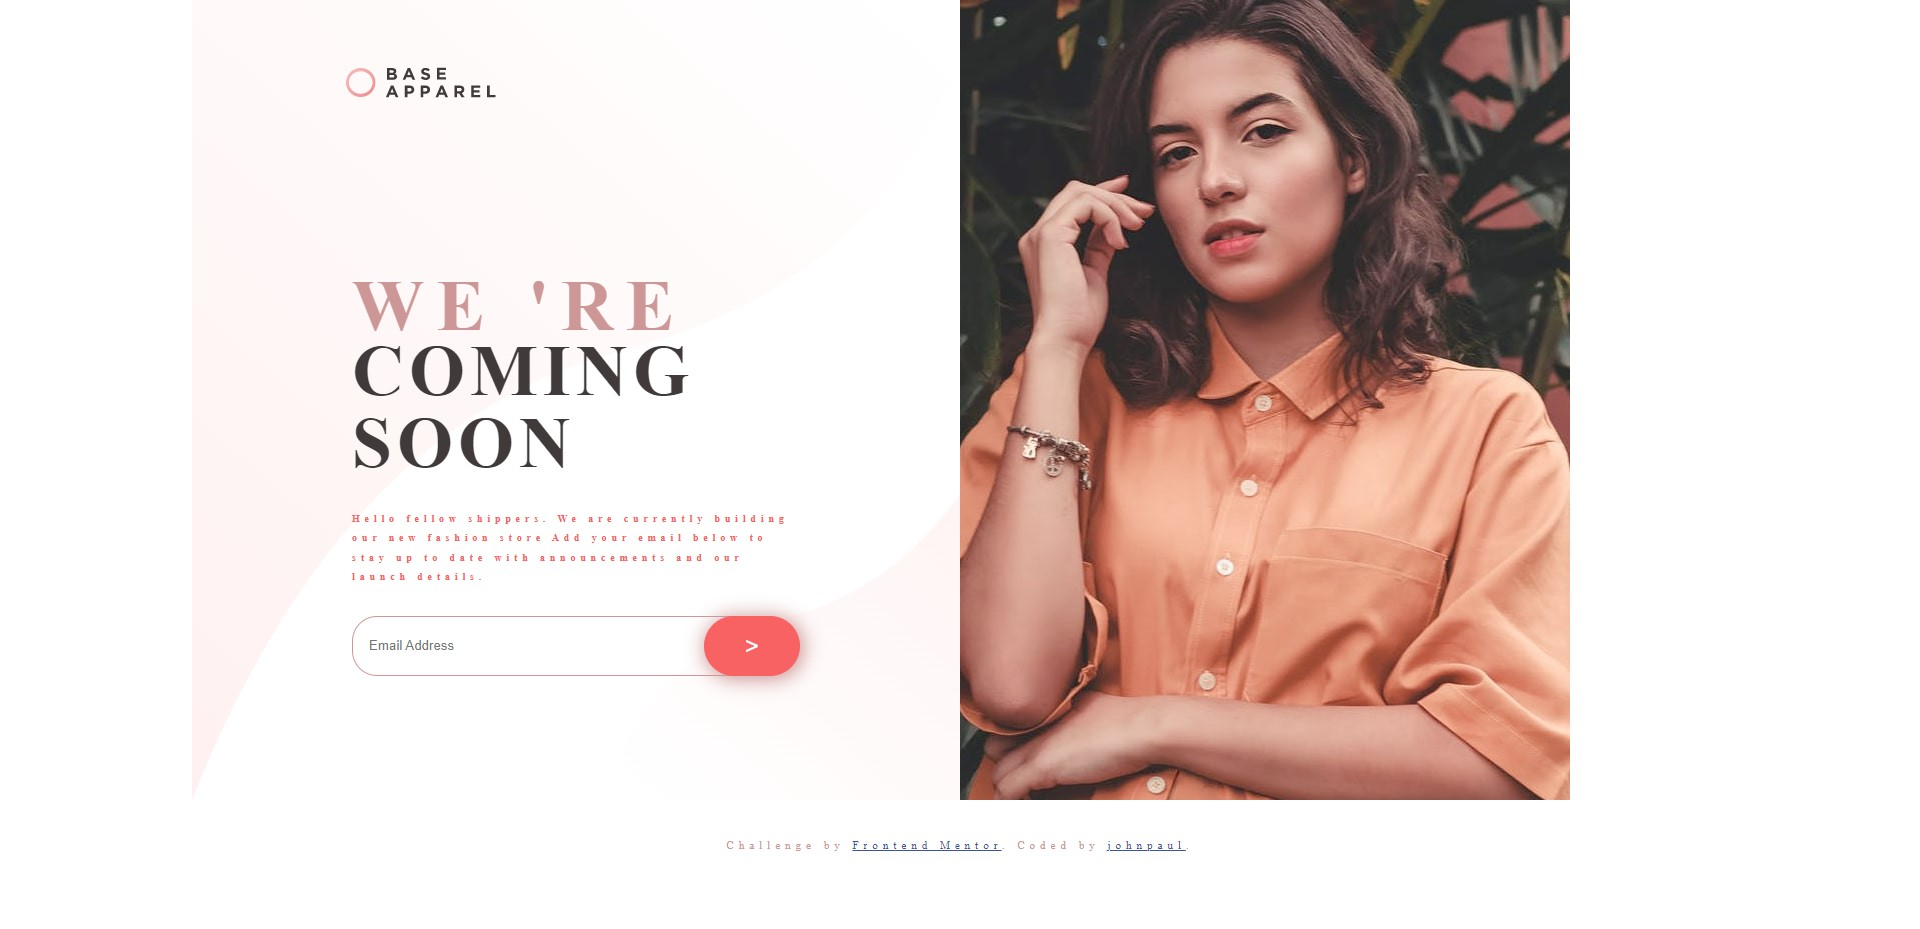 BASE
APPAREL
WE 'RE
COMING
SOON
Hello fellow shippers. We are currently building
our new fashion store Add your email below to
stay up to date with announcements and our
launch details.
Email Address
>
Challenge by Frontend Mentor. Coded by johnpaul.